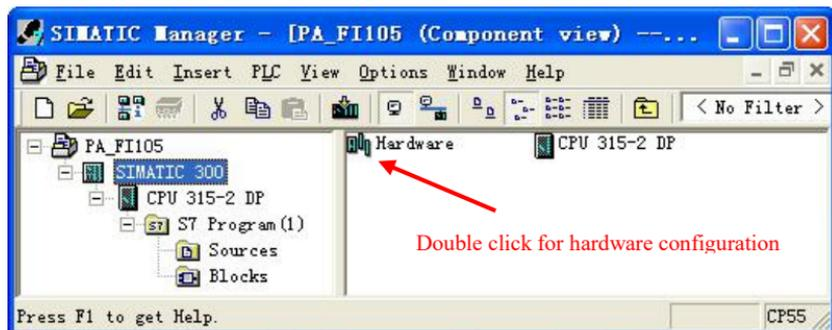 SIMATIC Manager - [PA_FI105 (Component view) --...
File Edit Insert PLC View Options Window Help
< No Filter >
PA_FI105
SIMATIC 300
CPU 315-2 DP
S7 Program(1)
Sources
Blocks
Hardware
CPU 315-2 DP
Double click for hardware configuration
Press F1 to get Help.
CP55